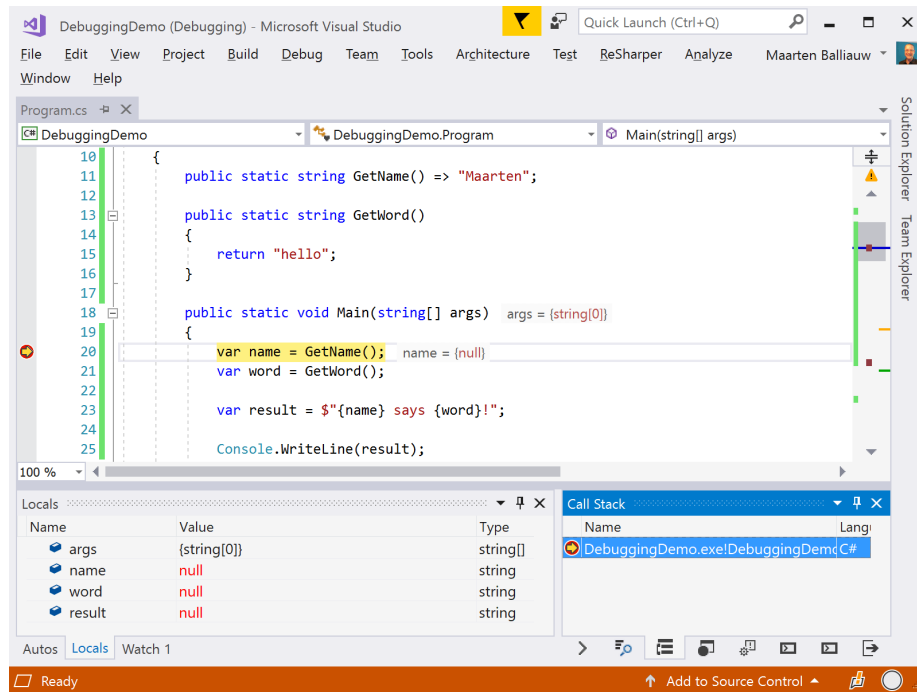 DebuggingDemo (Debugging) - Microsoft Visual Studio
Quick Launch (Ctrl+Q)
File Edit View Project Build Debug Team Tools Architecture Test ReSharper Analyze Maarten Balliauw
Window Help
Program.cs
C# DebuggingDemo DebuggingDemo.Program Main(string[] args)
10 {
11 public static string GetName() => "Maarten";
12
13 public static string GetWord()
14 {
15 return "hello";
16 }
17
18 public static void Main(string[] args) args = {string[0]}
19 {
20 var name = GetName(); name = {null}
21 var word = GetWord();
22
23 var result = $"{name} says {word}!";
24
25 Console.WriteLine(result);
100 %
Solution Explorer
Team Explorer
Locals
Name Value Type
args {string[0]} string[]
name null string
word null string
result null string
Autos Locals Watch 1
Call Stack
Name Lang
DebuggingDemo.exe!DebuggingDemo C#
Ready
Add to Source Control